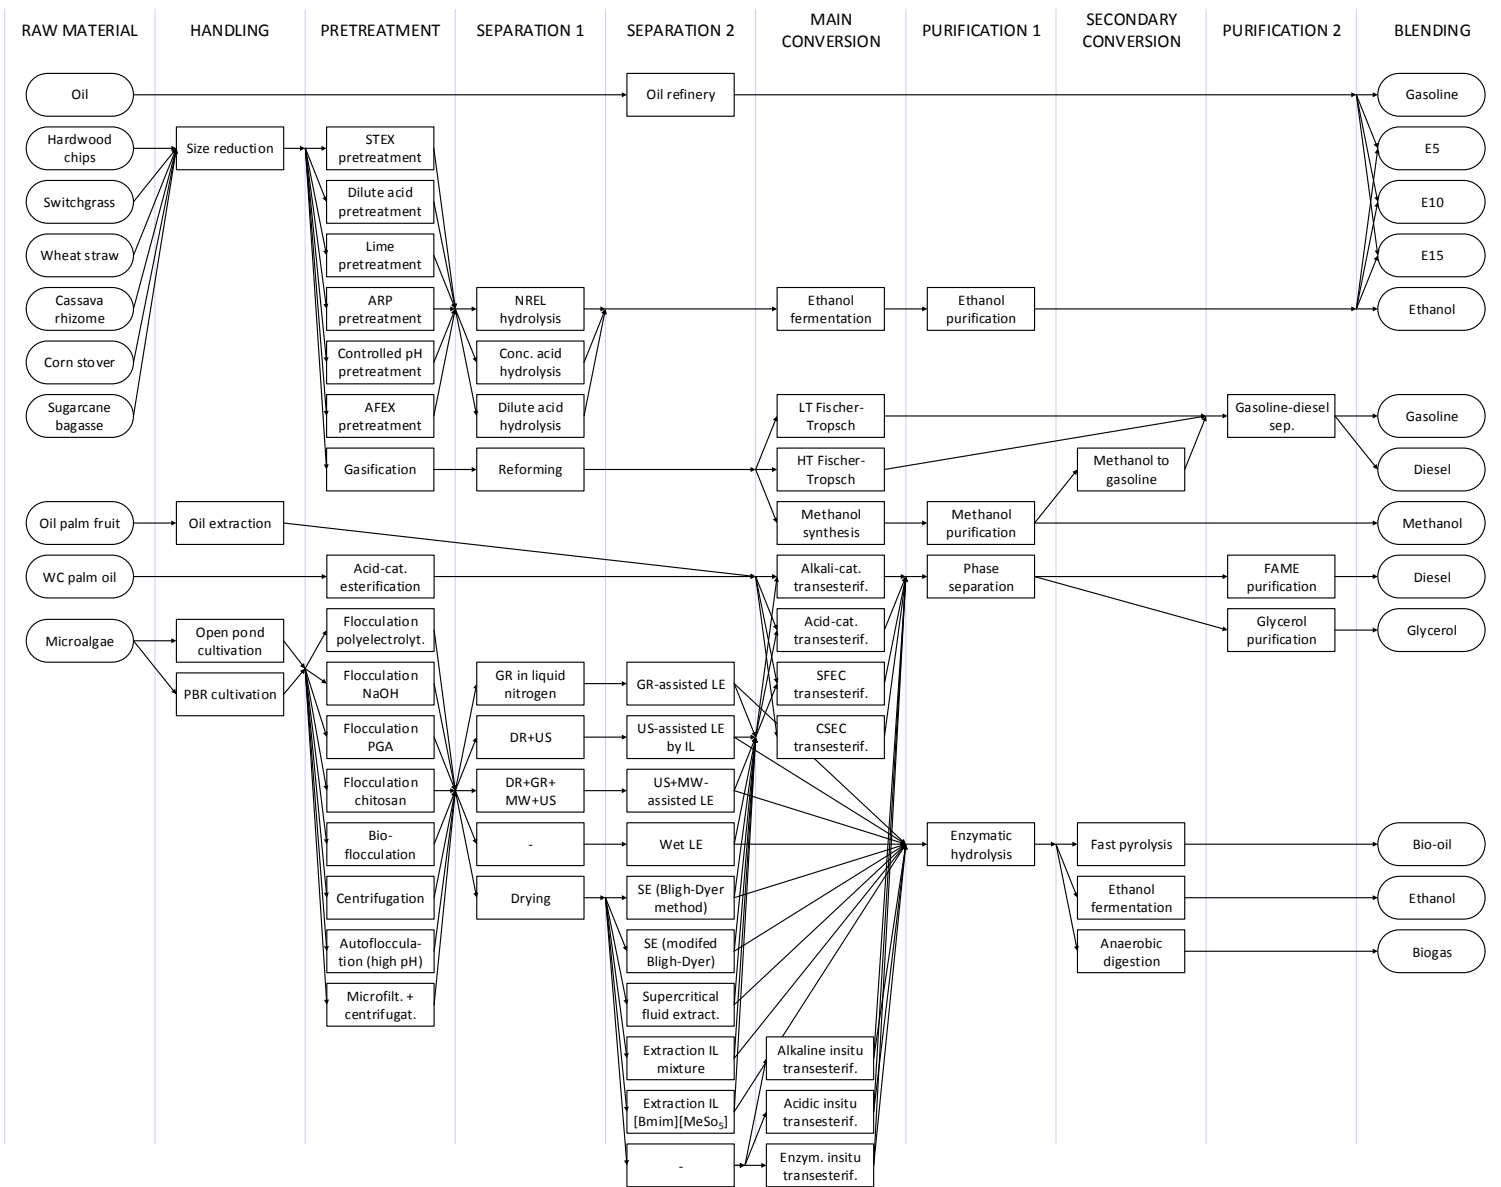 RAW MATERIAL
HANDLING
PRETREATMENT
SEPARATION 1
SEPARATION 2
MAIN
CONVERSION
PURIFICATION 1
SECONDARY
CONVERSION
PURIFICATION 2
BLENDING
Oil
Oil refinery
Gasoline
Hardwood
chips
Size reduction
STEX
pretreatment
E5
Switchgrass
Dilute acid
pretreatment
E10
Wheat straw
Lime
pretreatment
E15
Cassava
rhizome
ARP
pretreatment
NREL
hydrolysis
Ethanol
fermentation
Ethanol
purification
Ethanol
Corn stover
Controlled pH
pretreatment
Conc. acid
hydrolysis
Sugarcane
bagasse
AFEX
pretreatment
Dilute acid
hydrolysis
LT Fischer-
Tropsch
Gasoline-diesel
sep.
Gasoline
Gasification
Reforming
HT Fischer-
Tropsch
Methanol to
gasoline
Diesel
Oil palm fruit
Oil extraction
Methanol
synthesis
Methanol
purification
Methanol
WC palm oil
Acid-cat.
esterification
Alkali-cat.
transesterif.
Phase
separation
FAME
purification
Diesel
Microalgae
Open pond
cultivation
Flocculation
polyelectrolyt.
Acid-cat.
transesterif.
Glycerol
purification
Glycerol
PBR cultivation
Flocculation
NaOH
GR in liquid
nitrogen
GR-assisted LE
SFEC
transesterif.
Flocculation
PGA
DR+US
US-assisted LE
by IL
CSEC
transesterif.
Flocculation
chitosan
DR+GR+
MW+US
US+MW-
assisted LE
Bio-
flocculation
-
Wet LE
Enzymatic
hydrolysis
Fast pyrolysis
Bio-oil
Centrifugation
Drying
SE (Bligh-Dyer
method)
Ethanol
fermentation
Ethanol
Autofloccula-
tion (high pH)
SE (modifed
Bligh-Dyer)
Anaerobic
digestion
Biogas
Microfilt. +
centrifugat.
Supercritical
fluid extract.
Extraction IL
mixture
Alkaline insitu
transesterif.
Extraction IL
[Bmim][MeSo₅]
Acidic insitu
transesterif.
-
Enzym. insitu
transesterif.